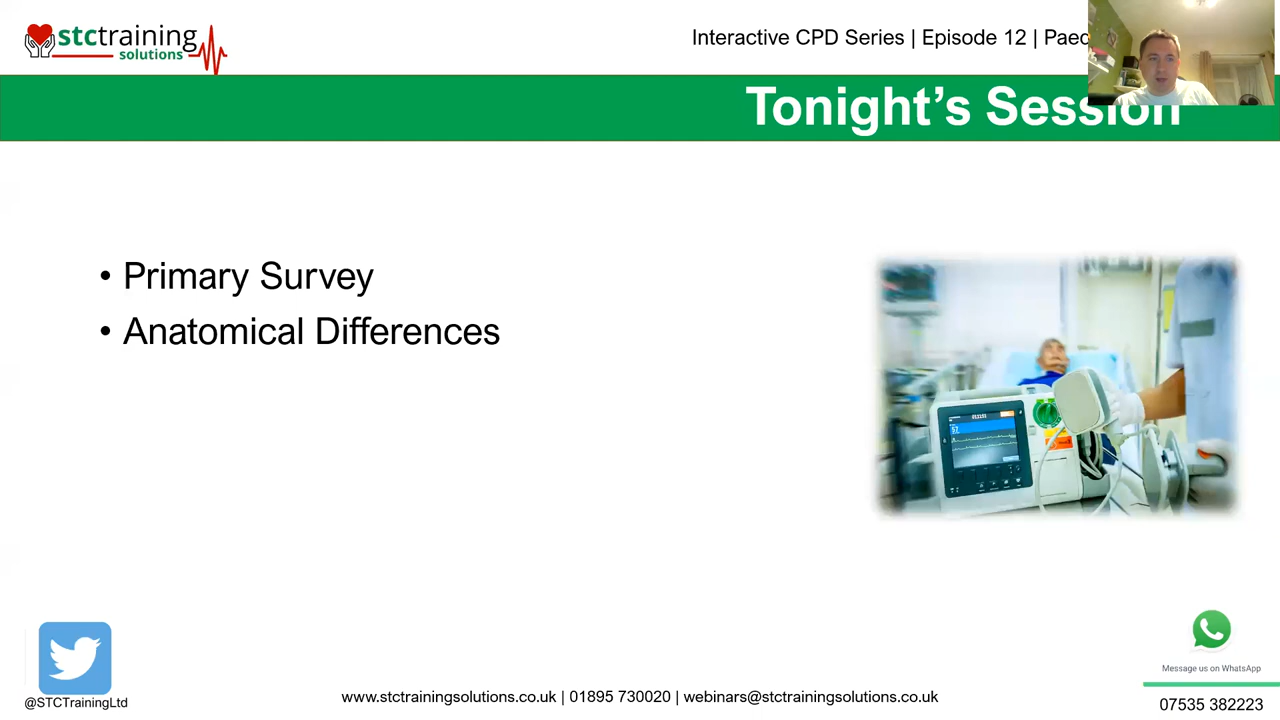 stctraining
solutions
Interactive CPD Series | Episode 12 |
Tonight's Session
• Primary Survey
• Anatomical Differences
@STCTrainingLtd
www.stctrainingsolutions.co.uk | 01895 730020 | webinars@stctrainingsolutions.co.uk
Message us on WhatsApp
07535 382223